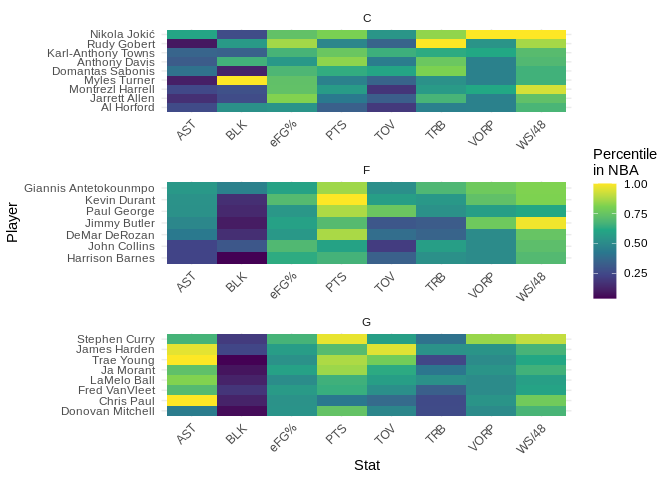 C
Nikola Jokić
Rudy Gobert
Karl-Anthony Towns
Anthony Davis
Domantas Sabonis
Myles Turner
Montrezl Harrell
Jarrett Allen
Al Horford
AST
BLK
eFG%
PTS
TOV
TRB
VORP
WS/48
F
Giannis Antetokounmpo
Kevin Durant
Paul George
Jimmy Butler
DeMar DeRozan
John Collins
Harrison Barnes
AST
BLK
eFG%
PTS
TOV
TRB
VORP
WS/48
G
Stephen Curry
James Harden
Trae Young
Ja Morant
LaMelo Ball
Fred VanVleet
Chris Paul
Donovan Mitchell
AST
BLK
eFG%
PTS
TOV
TRB
VORP
WS/48
Stat
Player
Percentile
in NBA
1.00
0.75
0.50
0.25